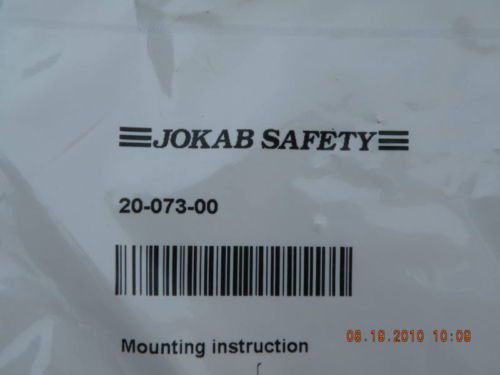 JOKAB SAFETY
20-073-00
Mounting instruction
08.19.2010 10:09